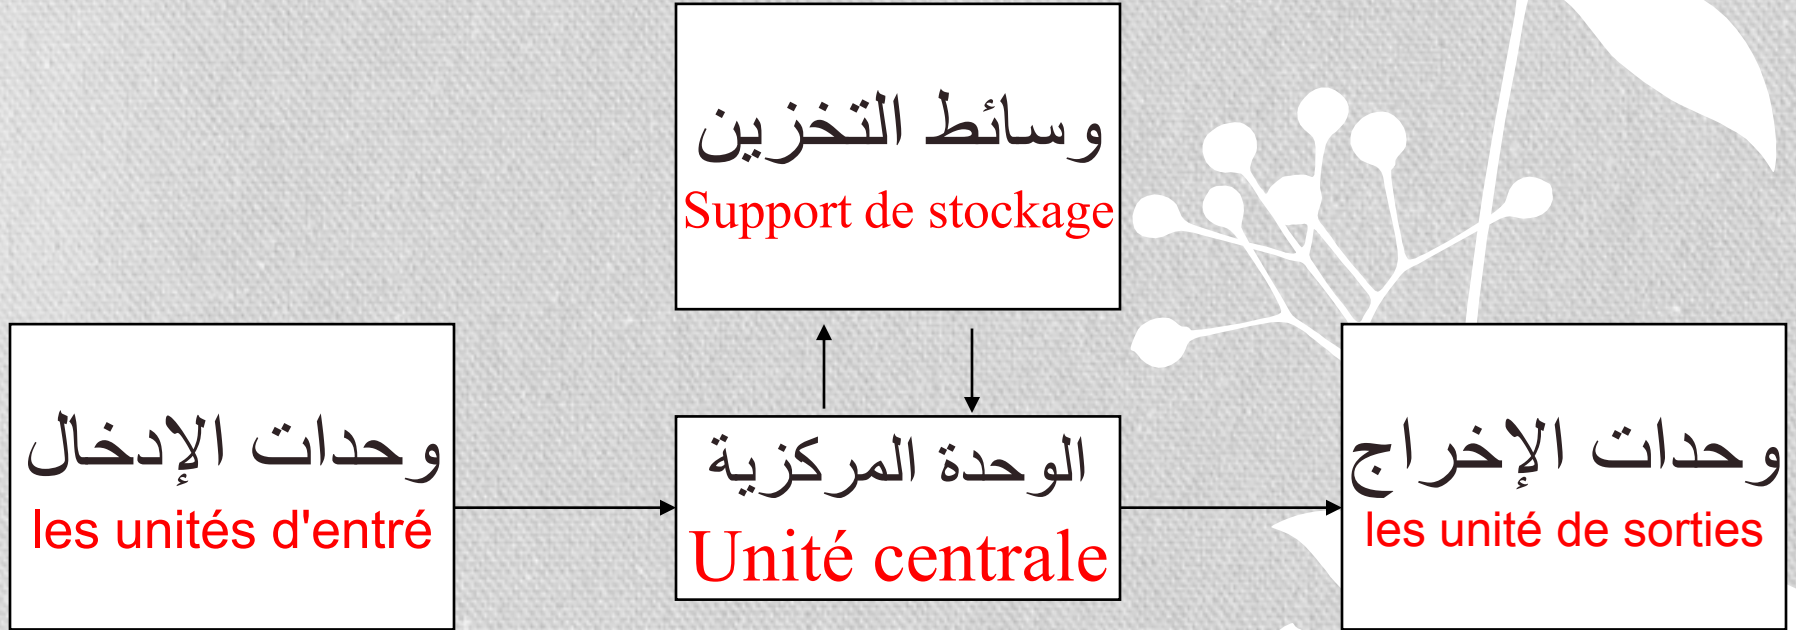 وسائط التخزين
Support de stockage
وحدات الإدخال
les unités d'entré
الوحدة المركزية
Unité centrale
وحدات الإخراج
les unité de sorties